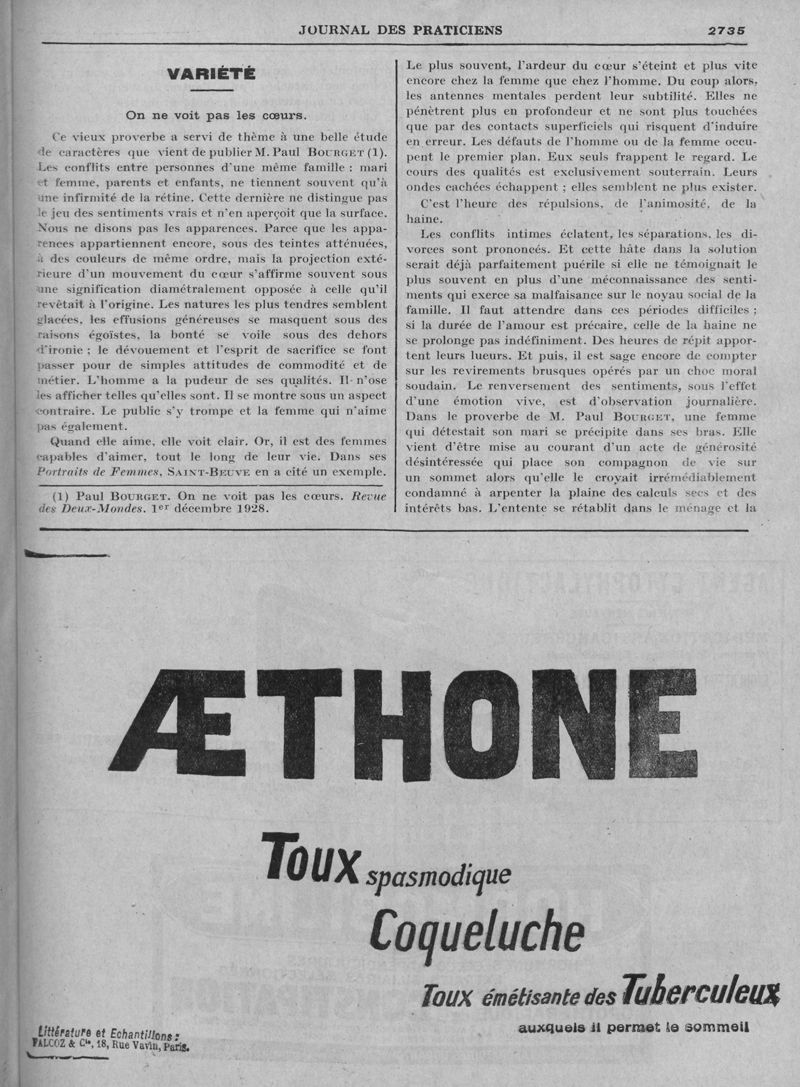 JOURNAL DES PRATICIENS 2735
VARIÉTÉ
On ne voit pas les cœurs.
Ce vieux proverbe a servi de thème à une belle étude
de caractères que vient de publier M. Paul BOURGET (1).
Les conflits entre personnes d'une même famille : mari
et femme, parents et enfants, ne tiennent souvent qu'à
une infirmité de la rétine. Cette dernière ne distingue pas
le jeu des sentiments vrais et n'en aperçoit que la surface.
Nous ne disons pas les apparences. Parce que les appa-
rences appartiennent encore, sous des teintes atténuées,
à des couleurs de même ordre, mais la projection exté-
rieure d'un mouvement du cœur s'affirme souvent sous
une signification diamétralement opposée à celle qu'il
revêtait à l'origine. Les natures les plus tendres semblent
glacées, les effusions généreuses se masquent sous des
raisons égoïstes, la bonté se voile sous des dehors
d'ironie ; le dévouement et l'esprit de sacrifice se font
passer pour de simples attitudes de commodité et de
métier. L'homme a la pudeur de ses qualités. Il n'ose
les afficher telles qu'elles sont. Il se montre sous un aspect
contraire. Le public s'y trompe et la femme qui n'aime
pas également.
Quand elle aime, elle voit clair. Or, il est des femmes
capables d'aimer, tout le long de leur vie. Dans ses
Portraits de Femmes, SAINT-BEUVE en a cité un exemple.
(1) Paul BOURGET. On ne voit pas les cœurs. Revue
des Deux-Mondes. 1er décembre 1928.
Le plus souvent, l'ardeur du cœur s'éteint et plus vite
encore chez la femme que chez l'homme. Du coup alors,
les antennes mentales perdent leur subtilité. Elles ne
pénètrent plus en profondeur et ne sont plus touchées
que par des contacts superficiels qui risquent d'induire
en erreur. Les défauts de l'homme ou de la femme occu-
pent le premier plan. Eux seuls frappent le regard. Le
cours des qualités est exclusivement souterrain. Leurs
ondes cachées échappent ; elles semblent ne plus exister.
C'est l'heure des répulsions, de l'animosité, de la
haine.
Les conflits intimes éclatent, les séparations, les di-
vorces sont prononcés. Et cette hâte dans la solution
serait déjà parfaitement puérile si elle ne témoignait le
plus souvent en plus d'une méconnaissance des senti-
ments qui exerce sa malfaisance sur le noyau social de la
famille. Il faut attendre dans ces périodes difficiles ;
si la durée de l'amour est précaire, celle de la haine ne
se prolonge pas indéfiniment. Des heures de répit appor-
tent leurs lueurs. Et puis, il est sage encore de compter
sur les revirements brusques opérés par un choc moral
soudain. Le renversement des sentiments, sous l'effet
d'une émotion vive, est d'observation journalière.
Dans le proverbe de M. Paul BOURGET, une femme
qui détestait son mari se précipite dans ses bras. Elle
vient d'être mise au courant d'un acte de générosité
désintéressée qui place son compagnon de vie sur
un sommet alors qu'elle le croyait irrémédiablement
condamné à arpenter la plaine des calculs secs et des
intérêts bas. L'entente se rétablit dans le ménage et la
ÆTHONE
Toux spasmodique
Coqueluche
Toux émétisante des Tuberculeux
auxquels il permet le sommeil
Littérature et Echantillons :
FALCOZ & Cie, 18, Rue Vavin, Paris.